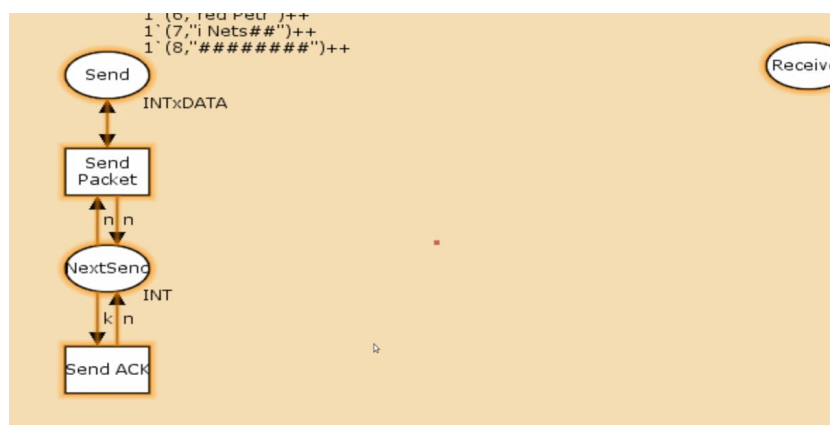 1`(6,"red Petr")++
1`(7,"i Nets##")++
1`(8,"########")++
Send
Receive
INTxDATA
Send
Packet
n n
NextSend
INT
k n
Send ACK